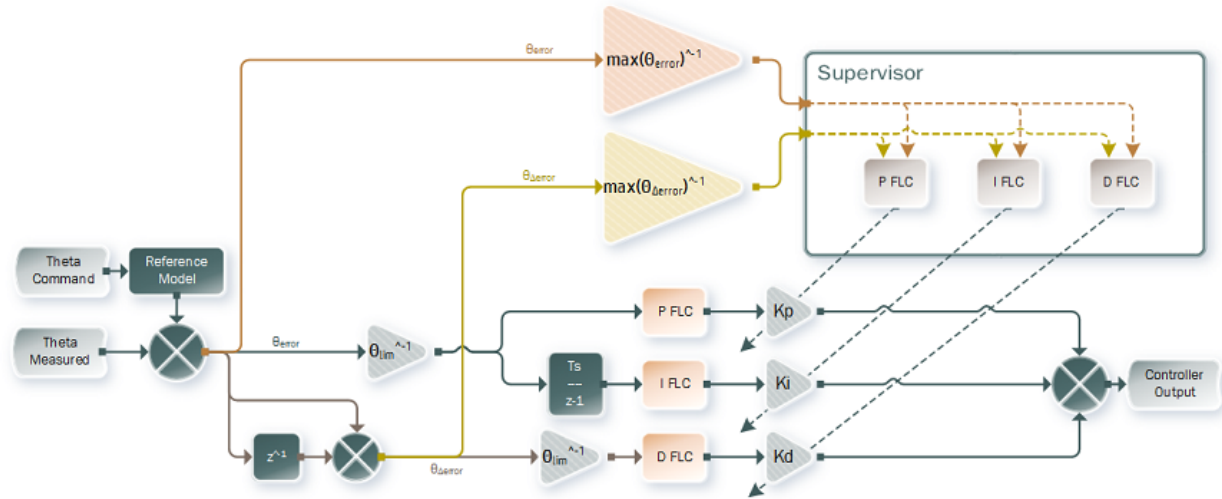 θerror
max(θerror)^-1
Supervisor
θΔerror
max(θΔerror)^-1
P FLC
I FLC
D FLC
Theta
Command
Reference
Model
Theta
Measured
θerror
θlim^-1
P FLC
Kp
Ts
---
z-1
I FLC
Ki
Controller
Output
z^-1
θΔerror
θlim^-1
D FLC
Kd